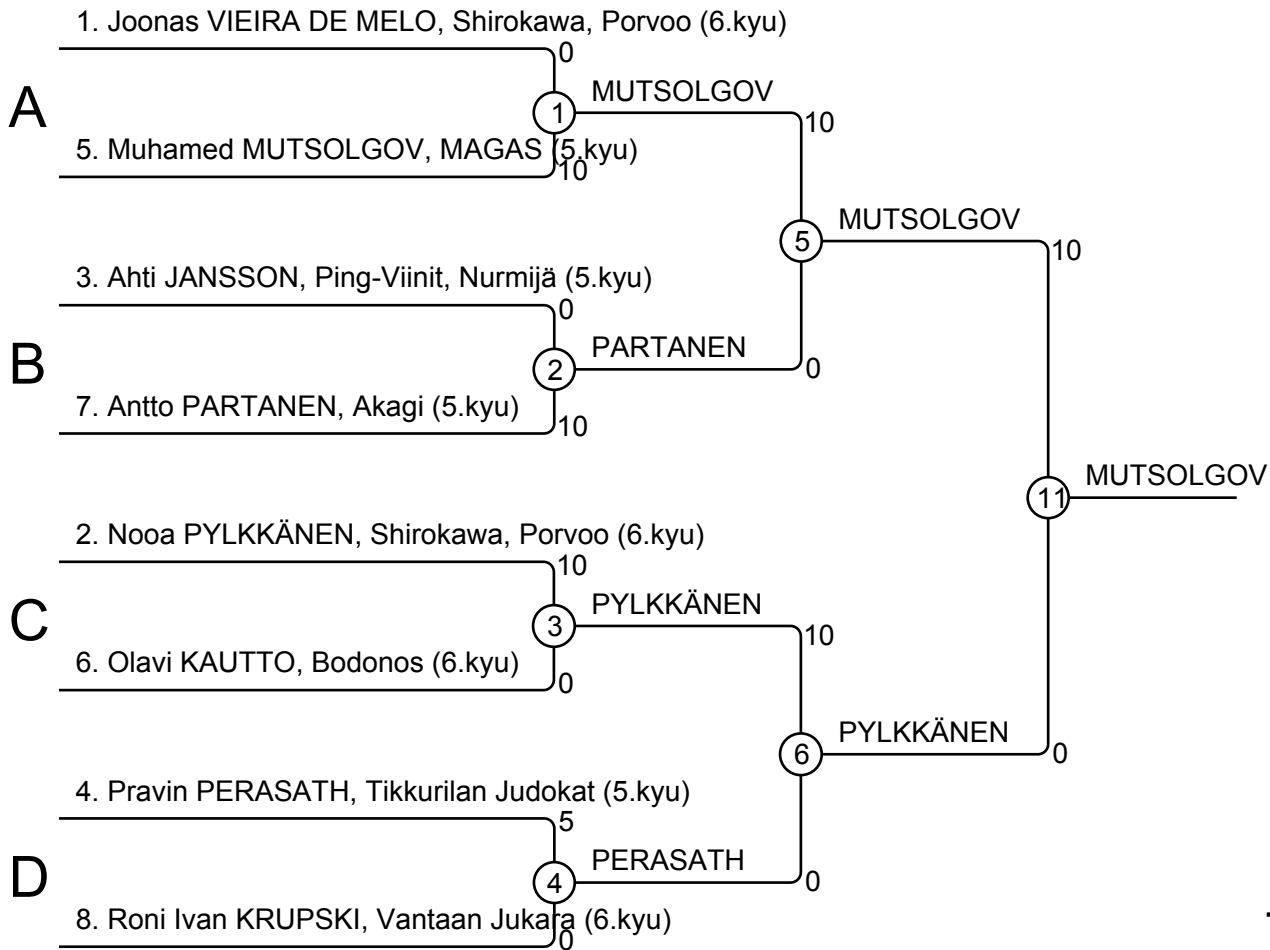 1. Joonas VIEIRA DE MELO, Shirokawa, Porvoo (6.kyu)
0
A
1
MUTSOLGOV
10
5. Muhamed MUTSOLGOV, MAGAS (5.kyu)
10
5
MUTSOLGOV
10
3. Ahti JANSSON, Ping-Viinit, Nurmijä (5.kyu)
0
B
2
PARTANEN
0
7. Antto PARTANEN, Akagi (5.kyu)
10
11
MUTSOLGOV
2. Nooa PYLKKÄNEN, Shirokawa, Porvoo (6.kyu)
10
C
3
PYLKKÄNEN
10
6. Olavi KAUTTO, Bodonos (6.kyu)
0
6
PYLKKÄNEN
0
4. Pravin PERASATH, Tikkurilan Judokat (5.kyu)
5
D
4
PERASATH
0
8. Roni Ivan KRUPSKI, Vantaan Jukara (6.kyu)
0